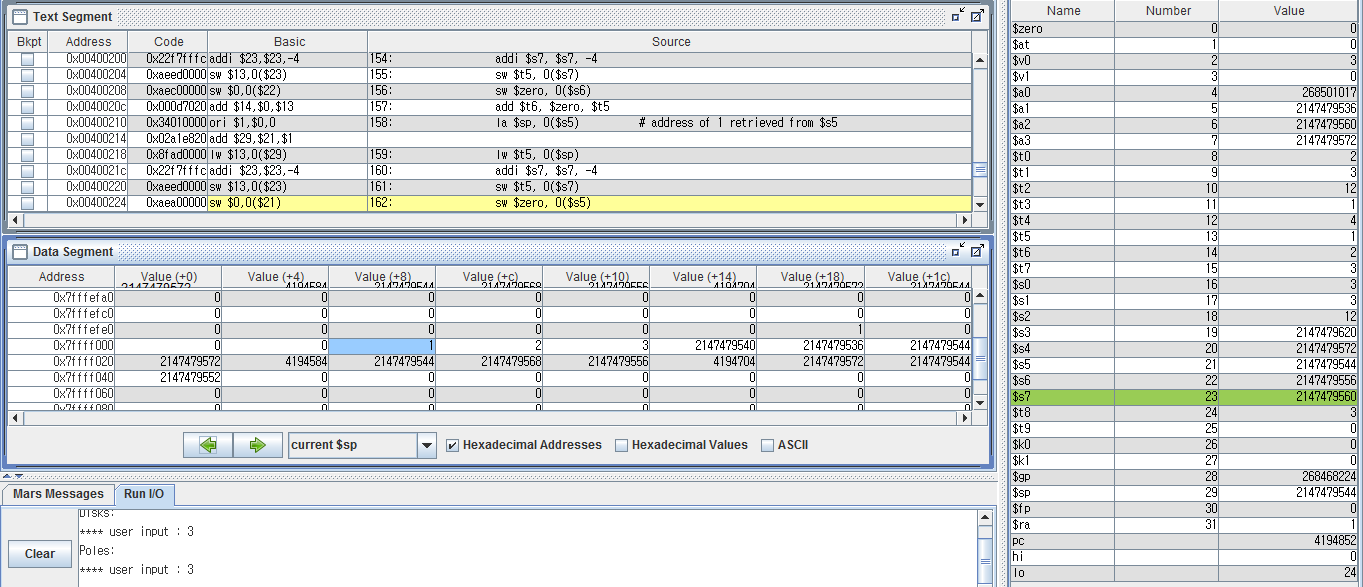 Text Segment
Bkpt Address Code Basic Source
0x00400200 0x22f7fffc addi $23,$23,-4 154: addi $s7, $s7, -4
0x00400204 0xaeed0000 sw $13,0($23) 155: sw $t5, 0($s7)
0x00400208 0xaec00000 sw $0,0($22) 156: sw $zero, 0($s6)
0x0040020c 0x000d7020 add $14,$0,$13 157: add $t6, $zero, $t5
0x00400210 0x34010000 ori $1,$0,0 158: la $sp, 0($s5) # address of 1 retrieved from $s5
0x00400214 0x02a1e820 add $29,$21,$1
0x00400218 0x8fad0000 lw $13,0($29) 159: lw $t5, 0($sp)
0x0040021c 0x22f7fffc addi $23,$23,-4 160: addi $s7, $s7, -4
0x00400220 0xaeed0000 sw $13,0($23) 161: sw $t5, 0($s7)
0x00400224 0xaea00000 sw $0,0($21) 162: sw $zero, 0($s5)
Data Segment
Address Value (+0) Value (+4) Value (+8) Value (+c) Value (+10) Value (+14) Value (+18) Value (+1c)
0x7fffefa0 0 0 0 0 0 0 0 0
0x7fffefc0 0 0 0 0 0 0 0 0
0x7fffefe0 0 0 0 0 0 0 1 0
0x7ffff000 0 0 1 2 3 2147479540 2147479536 2147479544
0x7ffff020 2147479572 4194584 2147479544 2147479568 2147479556 4194704 2147479572 2147479544
0x7ffff040 2147479552 0 0 0 0 0 0 0
0x7ffff060 0 0 0 0 0 0 0 0
0x7ffff080 0 0 0 0 0 0 0 0
current $sp Hexadecimal Addresses Hexadecimal Values ASCII
Mars Messages Run I/O
Clear
Disks:
**** user input : 3
Poles:
**** user input : 3
Name Number Value
$zero 0 0
$at 1 0
$v0 2 3
$v1 3 0
$a0 4 268501017
$a1 5 2147479536
$a2 6 2147479560
$a3 7 2147479572
$t0 8 2
$t1 9 3
$t2 10 12
$t3 11 1
$t4 12 4
$t5 13 1
$t6 14 2
$t7 15 3
$s0 16 3
$s1 17 3
$s2 18 12
$s3 19 2147479620
$s4 20 2147479572
$s5 21 2147479544
$s6 22 2147479556
$s7 23 2147479560
$t8 24 3
$t9 25 0
$k0 26 0
$k1 27 0
$gp 28 268468224
$sp 29 2147479544
$fp 30 0
$ra 31 1
pc 4194852
hi 0
lo 24